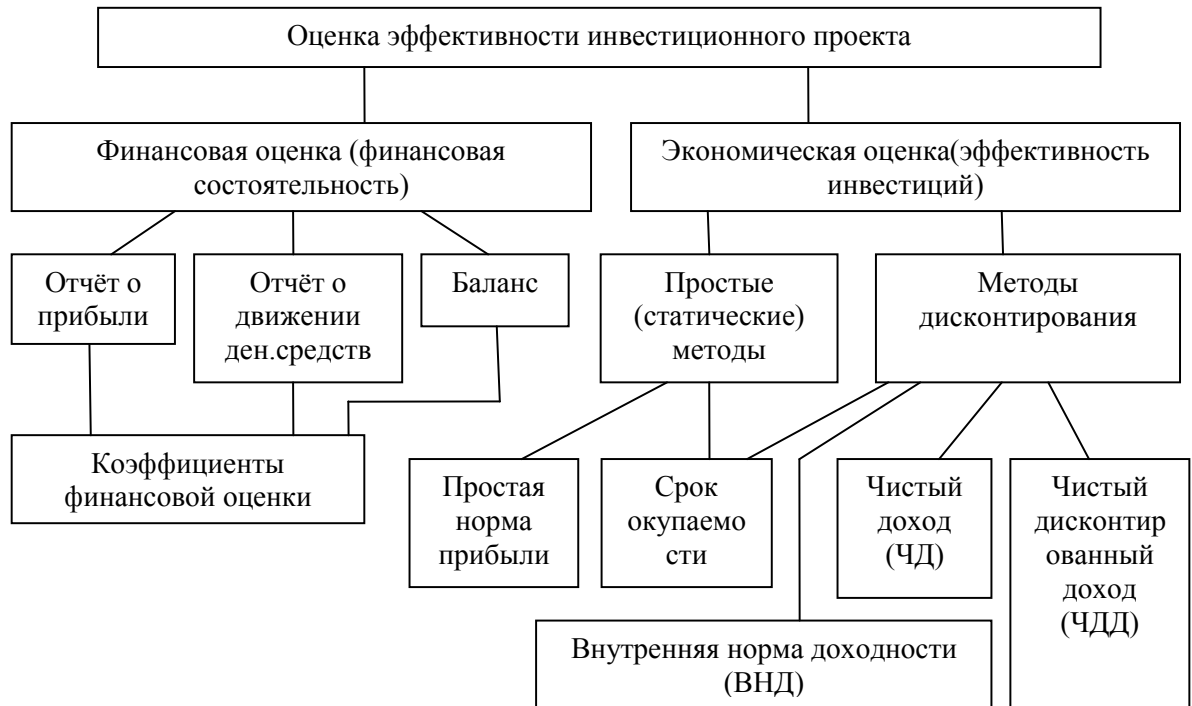 Оценка эффективности инвестиционного проекта
Финансовая оценка (финансовая
состоятельность)
Экономическая оценка(эффективность
инвестиций)
Отчёт о
прибыли
Отчёт о
движении
ден.средств
Баланс
Простые
(статические)
методы
Методы
дисконтирования
Коэффициенты
финансовой оценки
Простая
норма
прибыли
Срок
окупаемо
сти
Чистый
доход
(ЧД)
Чистый
дисконтир
ованный
доход
(ЧДД)
Внутренняя норма доходности
(ВНД)